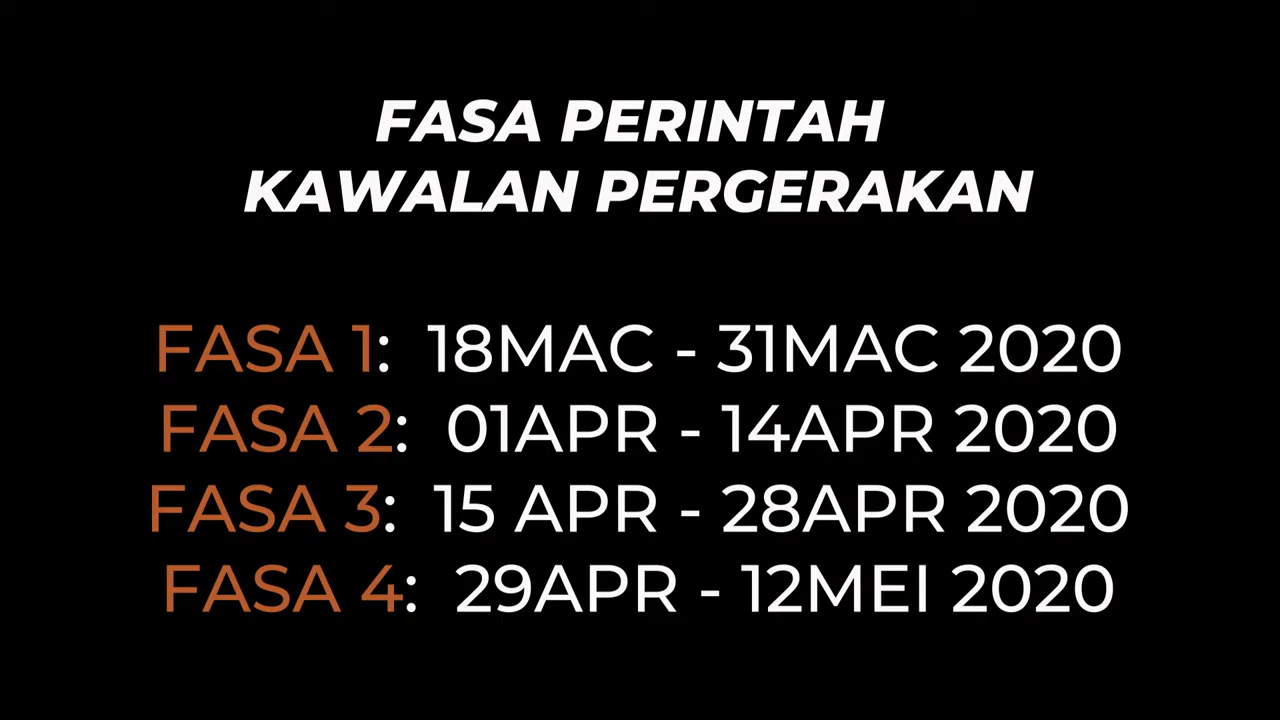 FASA PERINTAH
KAWALAN PERGERAKAN
FASA 1: 18MAC - 31MAC 2020
FASA 2: 01APR - 14APR 2020
FASA 3: 15 APR - 28APR 2020
FASA 4: 29APR - 12MEI 2020